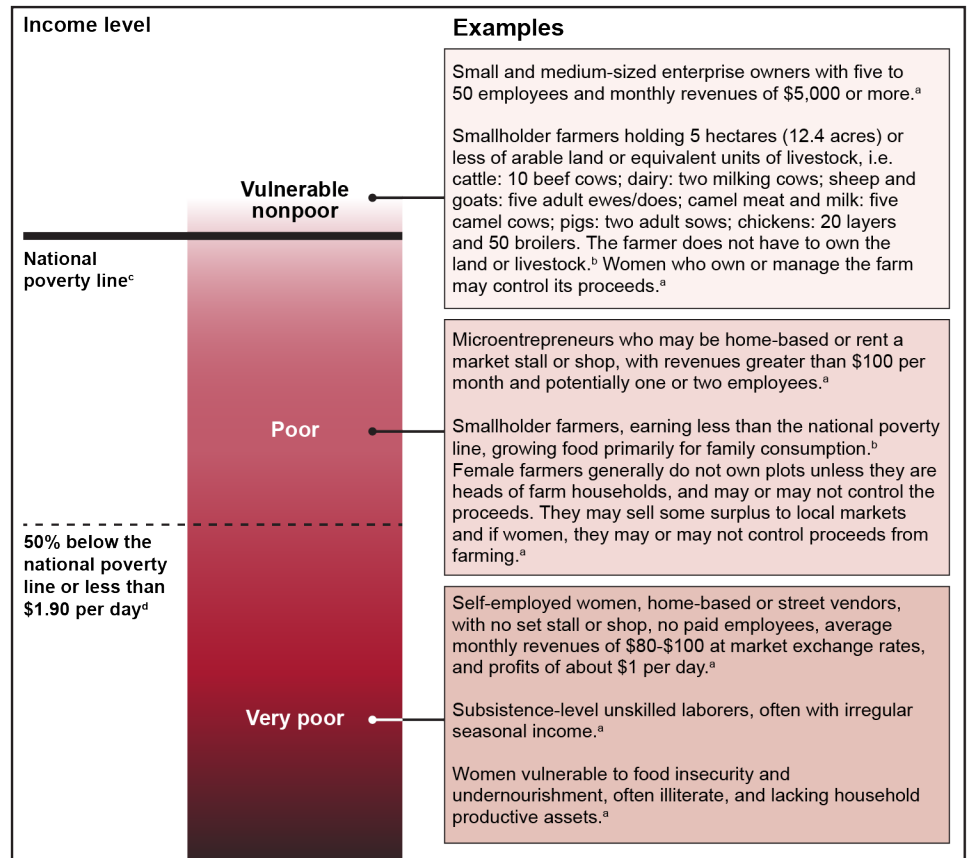 Income level
Examples
Small and medium-sized enterprise owners with five to
50 employees and monthly revenues of $5,000 or more.ᵃ
Smallholder farmers holding 5 hectares (12.4 acres) or
less of arable land or equivalent units of livestock, i.e.
cattle: 10 beef cows; dairy: two milking cows; sheep and
goats: five adult ewes/does; camel meat and milk: five
camel cows; pigs: two adult sows; chickens: 20 layers
and 50 broilers. The farmer does not have to own the
land or livestock.ᵇ Women who own or manage the farm
may control its proceeds.ᵃ
Vulnerable
nonpoor
National
poverty lineᶜ
Microentrepreneurs who may be home-based or rent a
market stall or shop, with revenues greater than $100 per
month and potentially one or two employees.ᵃ
Smallholder farmers, earning less than the national poverty
line, growing food primarily for family consumption.ᵇ
Female farmers generally do not own plots unless they are
heads of farm households, and may or may not control the
proceeds. They may sell some surplus to local markets
and if women, they may or may not control proceeds from
farming.ᵃ
Poor
50% below the
national poverty
line or less than
$1.90 per dayᵈ
Self-employed women, home-based or street vendors,
with no set stall or shop, no paid employees, average
monthly revenues of $80-$100 at market exchange rates,
and profits of about $1 per day.ᵃ
Subsistence-level unskilled laborers, often with irregular
seasonal income.ᵃ
Women vulnerable to food insecurity and
undernourishment, often illiterate, and lacking household
productive assets.ᵃ
Very poor